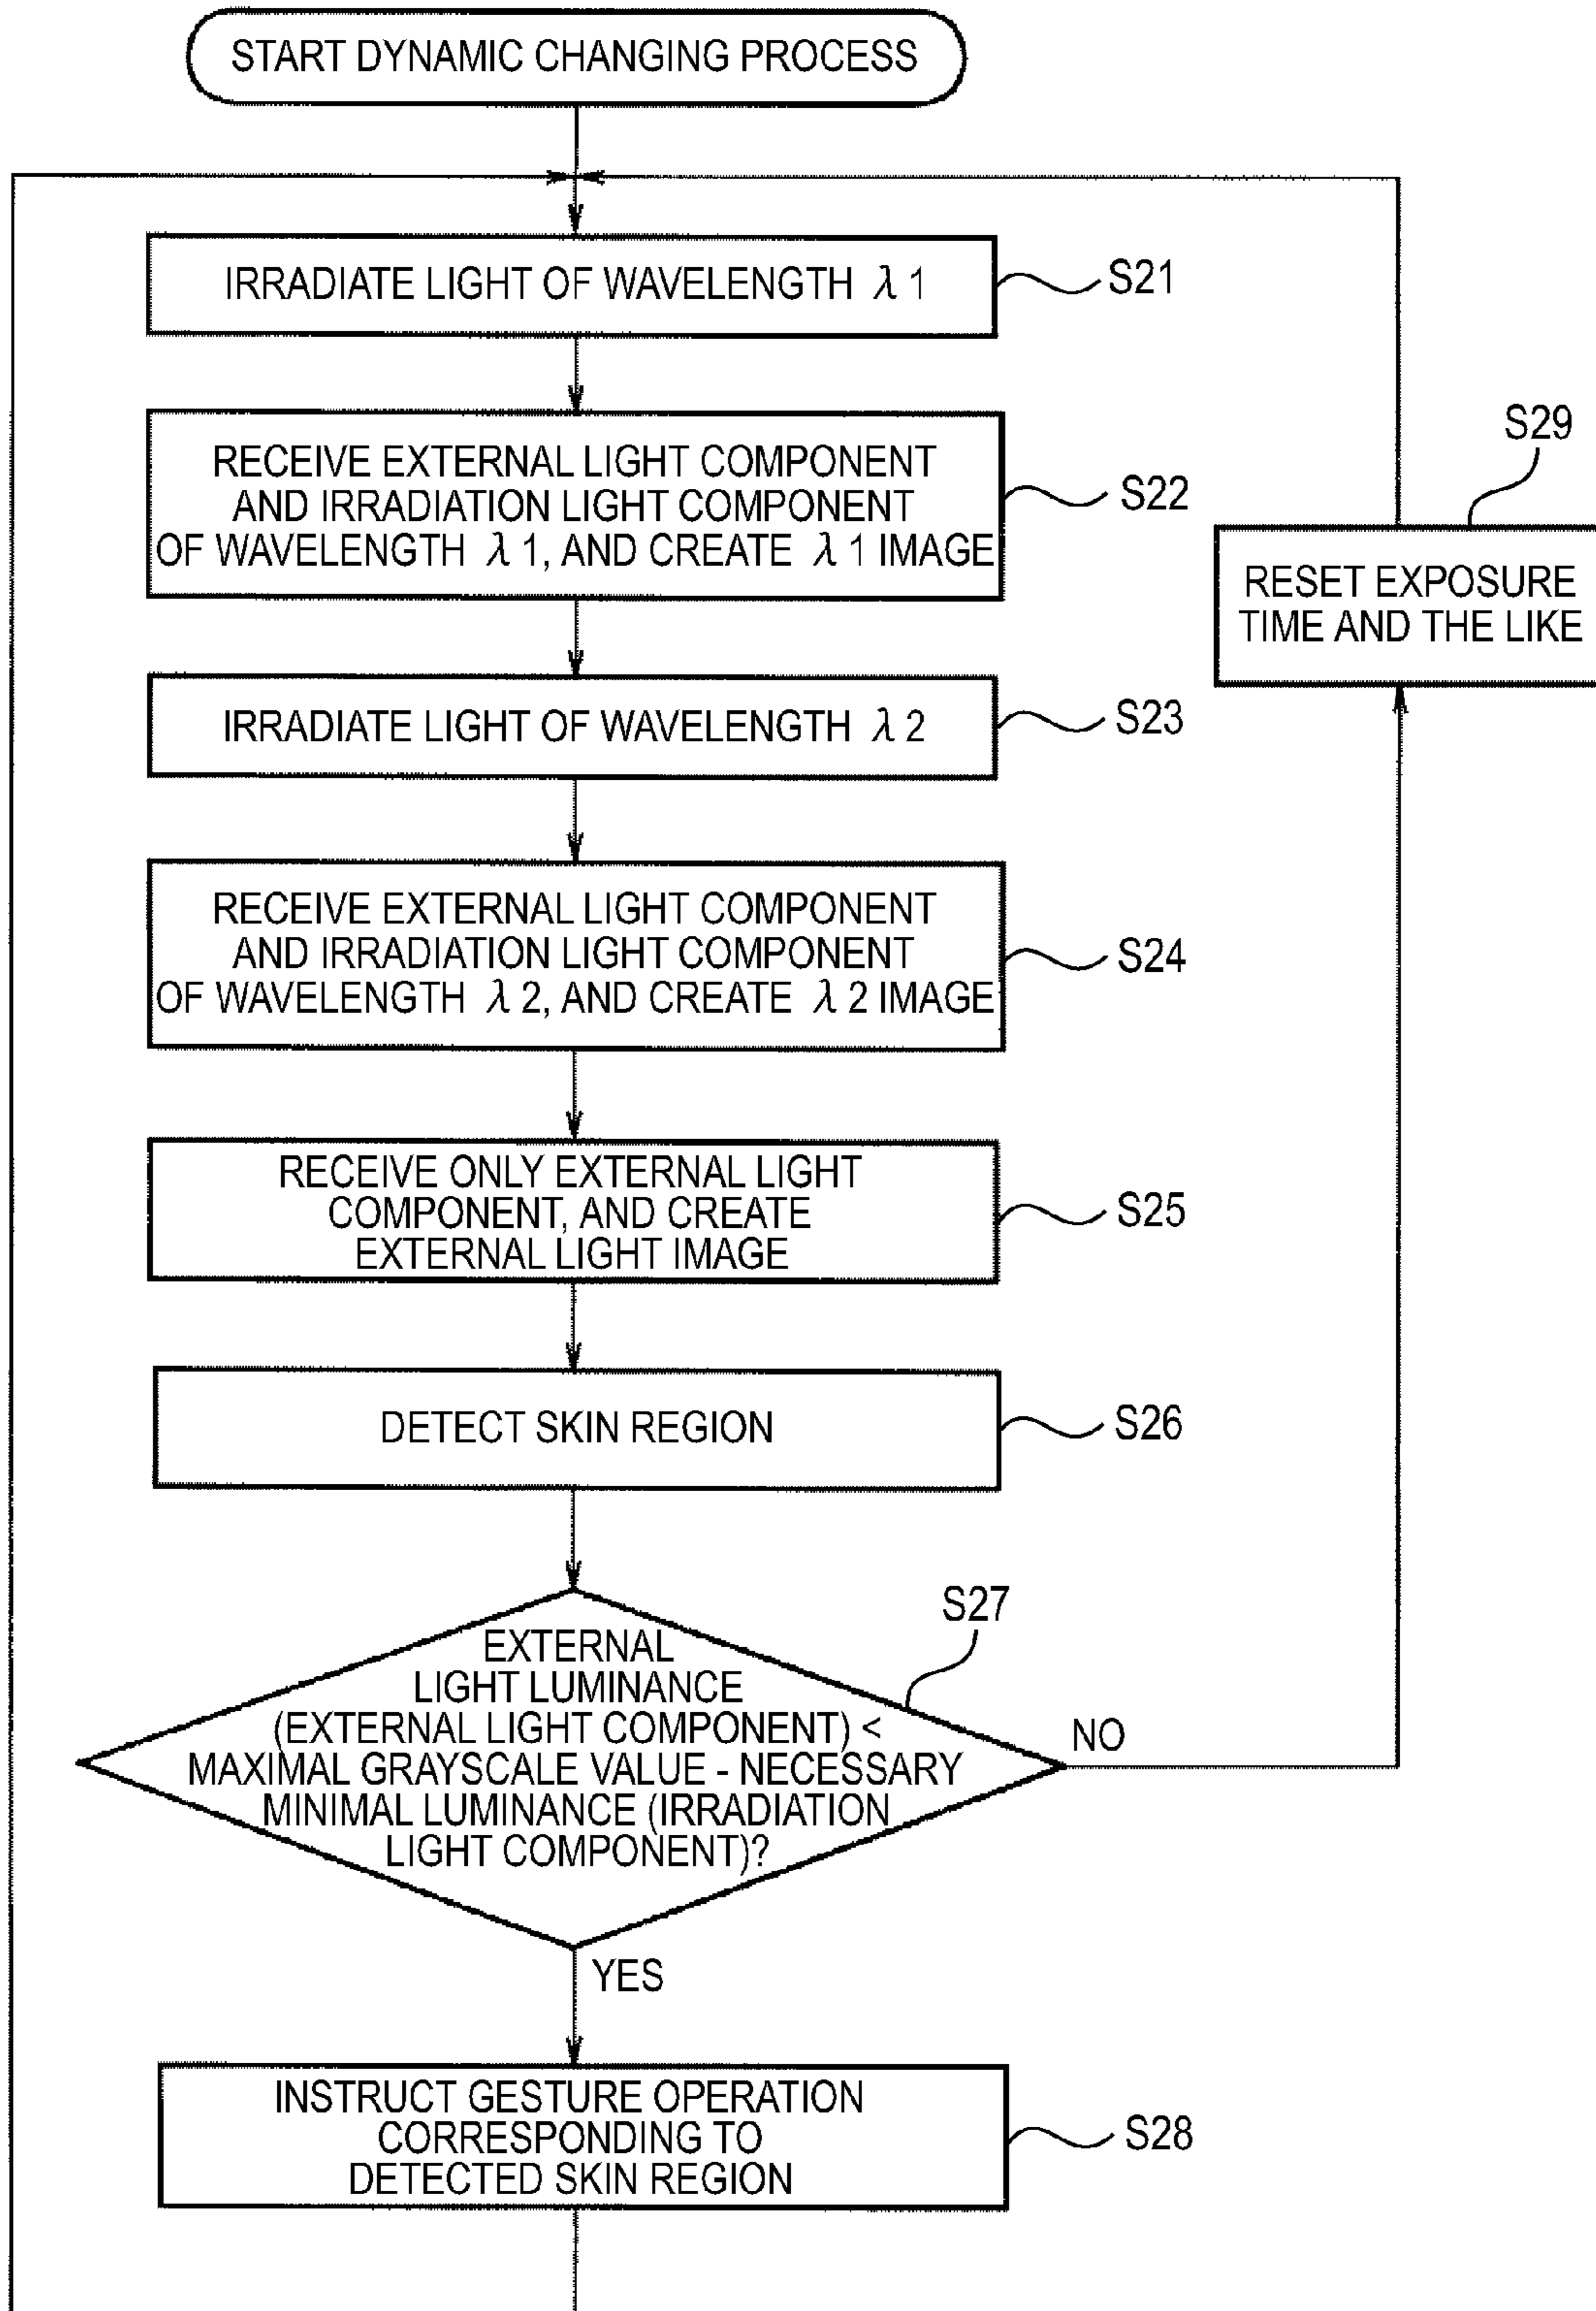 START DYNAMIC CHANGING PROCESS
IRRADIATE LIGHT OF WAVELENGTH λ1
S21
RECEIVE EXTERNAL LIGHT COMPONENT
AND IRRADIATION LIGHT COMPONENT
OF WAVELENGTH λ1, AND CREATE λ1 IMAGE
S22
S29
RESET EXPOSURE
TIME AND THE LIKE
IRRADIATE LIGHT OF WAVELENGTH λ2
S23
RECEIVE EXTERNAL LIGHT COMPONENT
AND IRRADIATION LIGHT COMPONENT
OF WAVELENGTH λ2, AND CREATE λ2 IMAGE
S24
RECEIVE ONLY EXTERNAL LIGHT
COMPONENT, AND CREATE
EXTERNAL LIGHT IMAGE
S25
DETECT SKIN REGION
S26
S27
EXTERNAL
LIGHT LUMINANCE
(EXTERNAL LIGHT COMPONENT) <
MAXIMAL GRAYSCALE VALUE - NECESSARY
MINIMAL LUMINANCE (IRRADIATION
LIGHT COMPONENT)?
NO
YES
INSTRUCT GESTURE OPERATION
CORRESPONDING TO
DETECTED SKIN REGION
S28